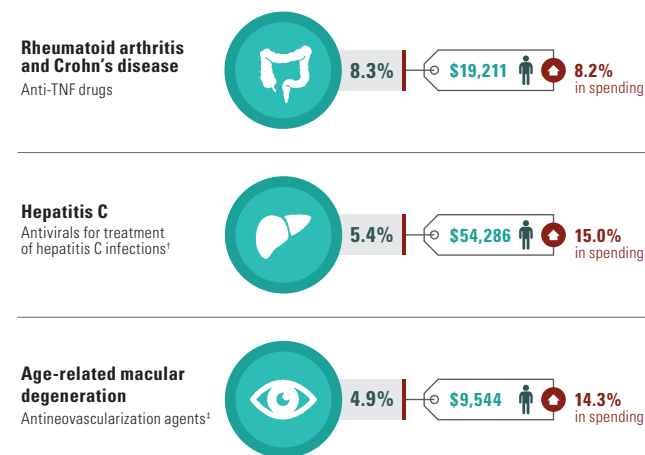 Rheumatoid arthritis
and Crohn's disease
Anti-TNF drugs
8.3%
$19,211
8.2%
in spending
Hepatitis C
Antivirals for treatment
of hepatitis C infections†
5.4%
$54,286
15.0%
in spending
Age-related macular
degeneration
Antineovascularization agents‡
4.9%
$9,544
14.3%
in spending